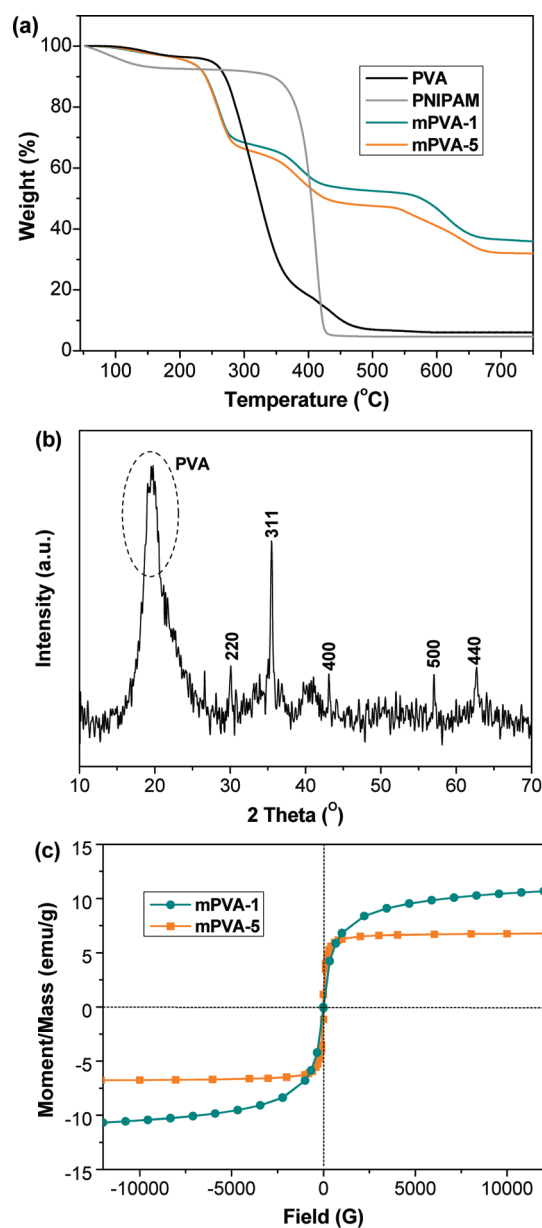 (a)
100
80
60
40
20
0
Weight (%)
PVA
PNIPAM
mPVA-1
mPVA-5
100 200 300 400 500 600 700
Temperature (°C)
(b)
PVA
311
220
400
500
440
Intensity (a.u.)
10 20 30 40 50 60 70
2 Theta (°)
(c)
15
10
5
0
-5
-10
-15
Moment/Mass (emu/g)
mPVA-1
mPVA-5
-10000 -5000 0 5000 10000
Field (G)